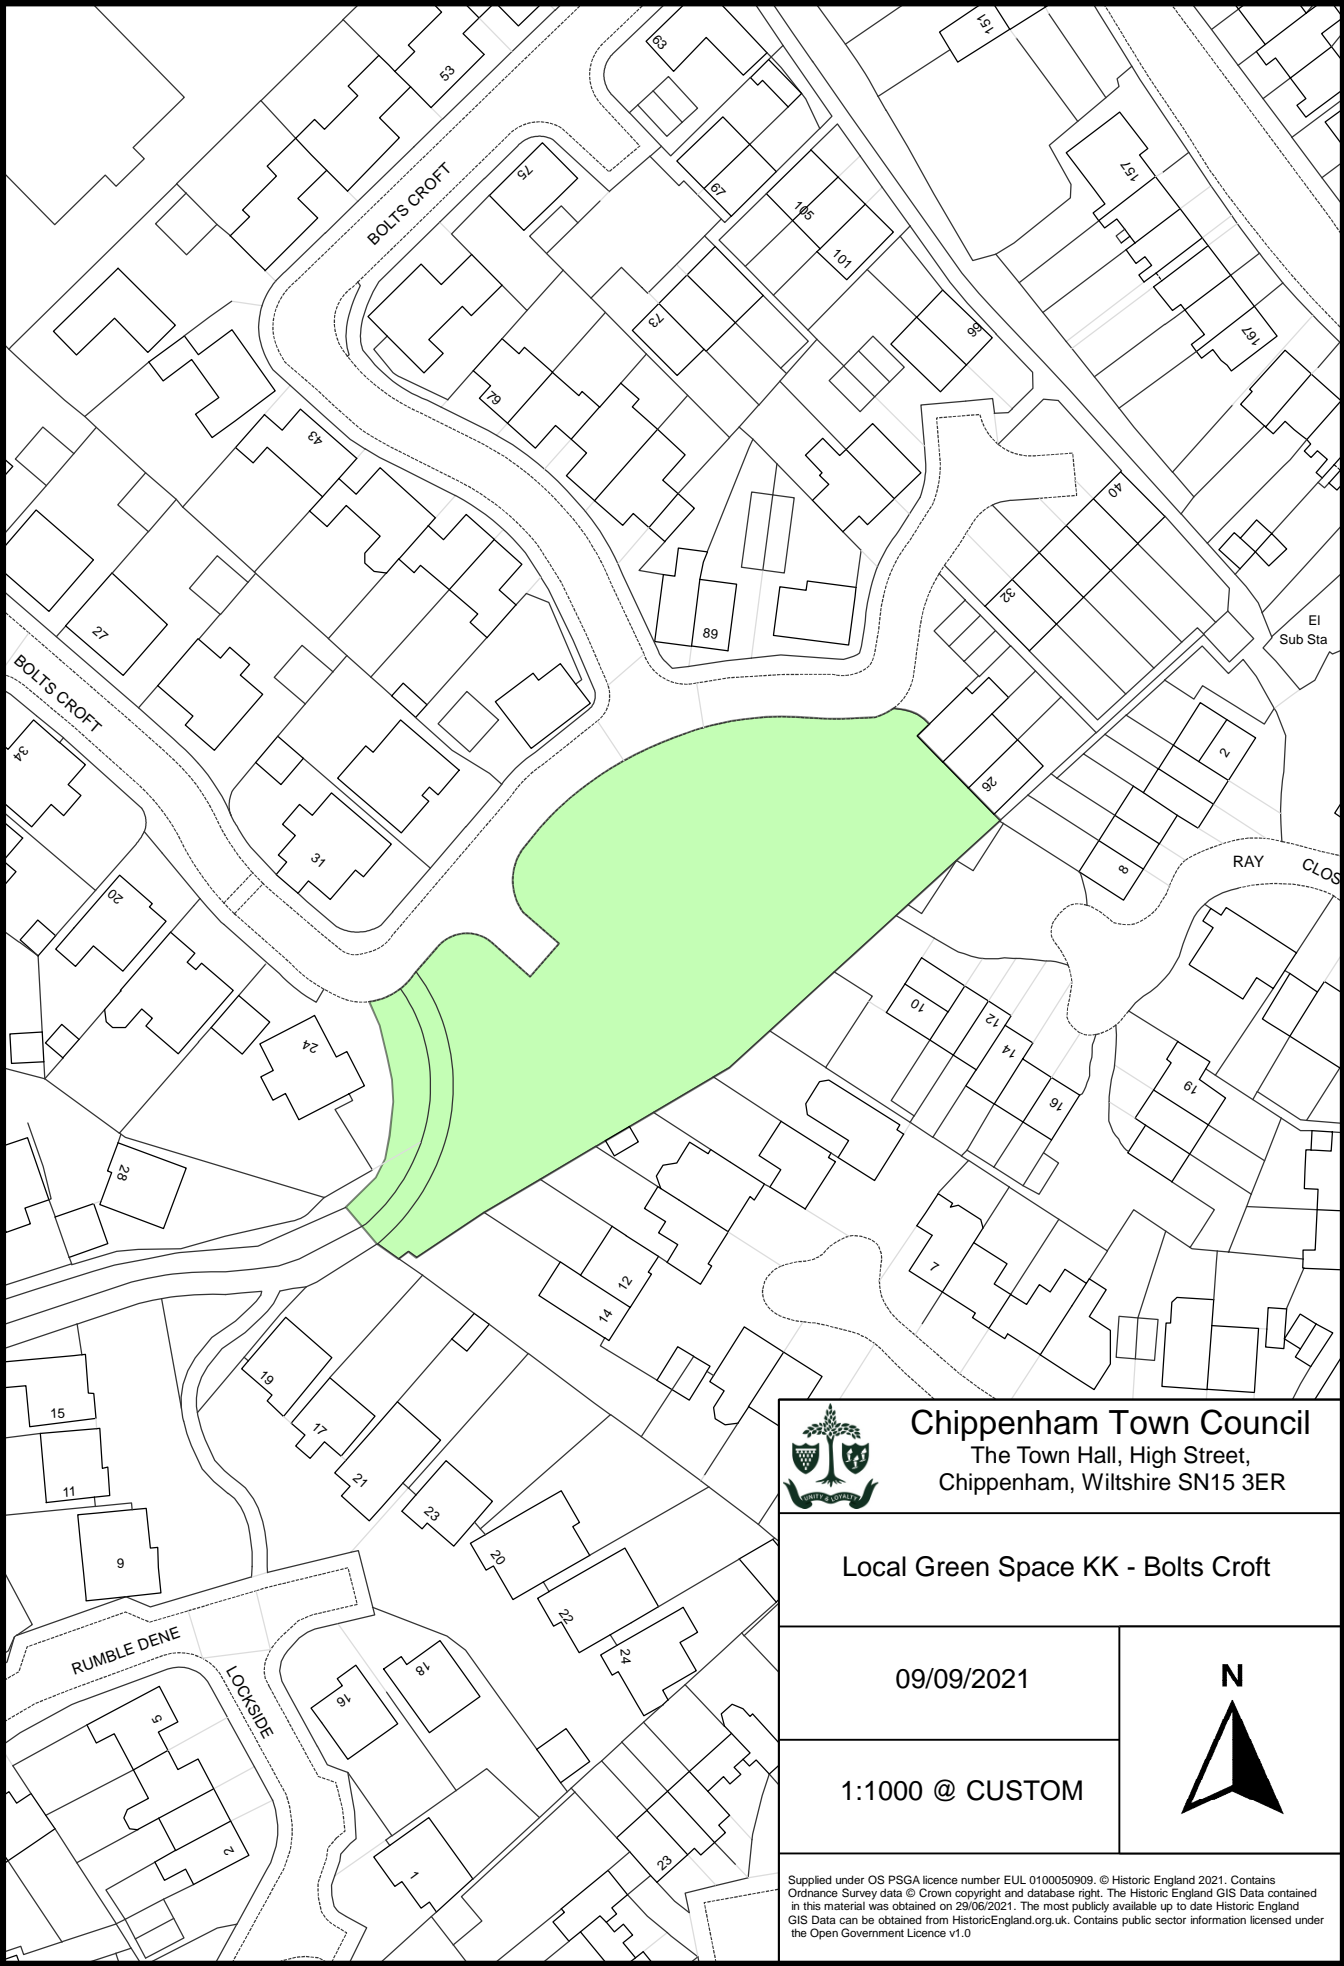 151
63
53
157
75
BOLTS CROFT
67
105
101
167
73
99
79
43
40
32
El
Sub Sta
27
89
BOLTS CROFT
34
2
26
31
8
RAY CLOS
20
10
12
14
24
16
19
28
7
12
14
19
15
17
21
11
23
9
20
22
24
RUMBLE DENE
LOCKSIDE
18
16
5
2
1
23
UNITY & LOYALTY
Chippenham Town Council
The Town Hall, High Street,
Chippenham, Wiltshire SN15 3ER
Local Green Space KK - Bolts Croft
09/09/2021
N
1:1000 @ CUSTOM
Supplied under OS PSGA licence number EUL 0100050909. © Historic England 2021. Contains
Ordnance Survey data © Crown copyright and database right. The Historic England GIS Data contained
in this material was obtained on 29/06/2021. The most publicly available up to date Historic England
GIS Data can be obtained from HistoricEngland.org.uk. Contains public sector information licensed under
the Open Government Licence v1.0